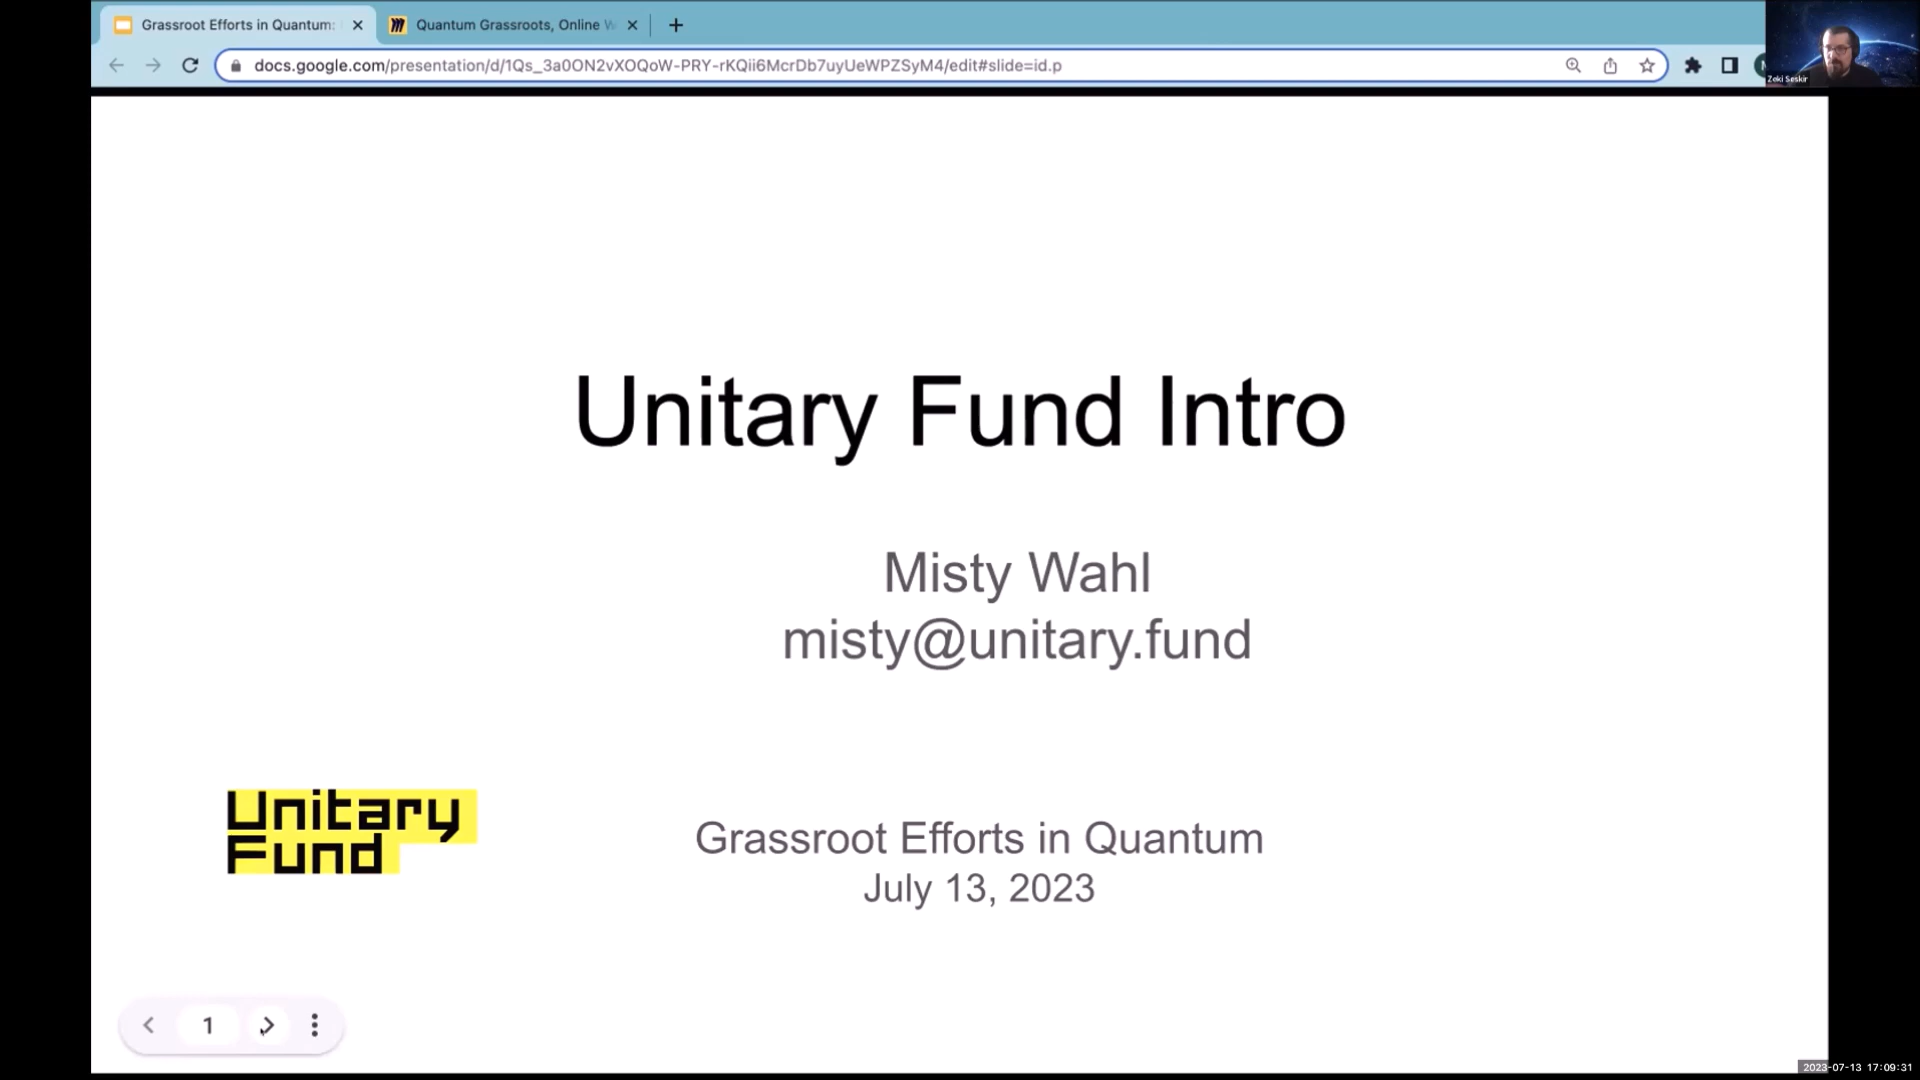 Grassroot Efforts in Quantum:
Quantum Grassroots, Online W
docs.google.com/presentation/d/1Qs_3a0ON2vXOQoW-PRY-rKQii6McrDb7uyUeWPZSyM4/edit#slide=id.p
Zeki Seskir
Unitary Fund Intro
Misty Wahl
misty@unitary.fund
Unitary
Fund
Grassroot Efforts in Quantum
July 13, 2023
1
2023-07-13 17:09:31